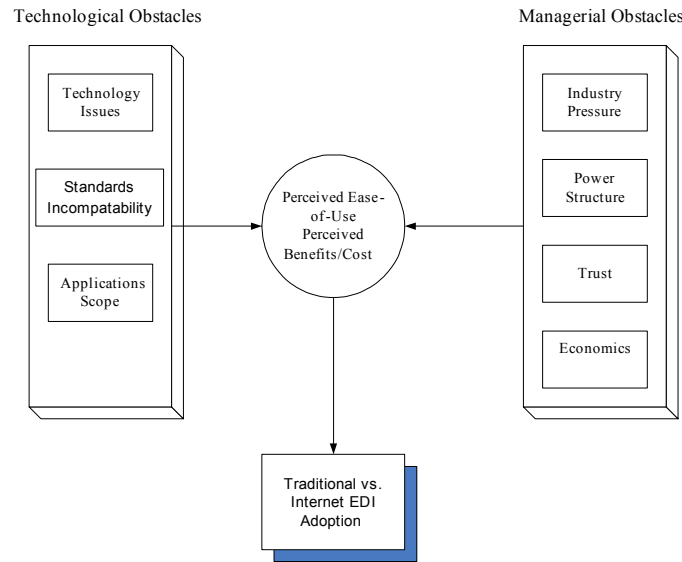 Technological Obstacles
Technology
Issues
Standards
Incompatability
Applications
Scope
Perceived Ease-
of-Use
Perceived
Benefits/Cost
Managerial Obstacles
Industry
Pressure
Power
Structure
Trust
Economics
Traditional vs.
Internet EDI
Adoption